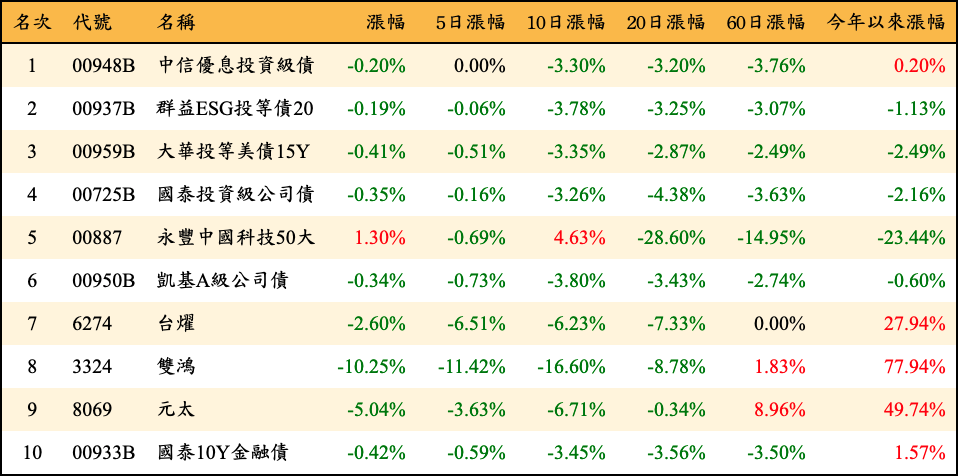 名次 代號 名稱 漲幅 5日漲幅 10日漲幅 20日漲幅 60日漲幅 今年以來漲幅
1 00948B 中信優息投資級債 -0.20% 0.00% -3.30% -3.20% -3.76% 0.20%
2 00937B 群益ESG投等債20 -0.19% -0.06% -3.78% -3.25% -3.07% -1.13%
3 00959B 大華投等美債15Y -0.41% -0.51% -3.35% -2.87% -2.49% -2.49%
4 00725B 國泰投資級公司債 -0.35% -0.16% -3.26% -4.38% -3.63% -2.16%
5 00887 永豐中國科技50大 1.30% -0.69% 4.63% -28.60% -14.95% -23.44%
6 00950B 凱基A級公司債 -0.34% -0.73% -3.80% -3.43% -2.74% -0.60%
7 6274 台燿 -2.60% -6.51% -6.23% -7.33% 0.00% 27.94%
8 3324 雙鴻 -10.25% -11.42% -16.60% -8.78% 1.83% 77.94%
9 8069 元太 -5.04% -3.63% -6.71% -0.34% 8.96% 49.74%
10 00933B 國泰10Y金融債 -0.42% -0.59% -3.45% -3.56% -3.50% 1.57%